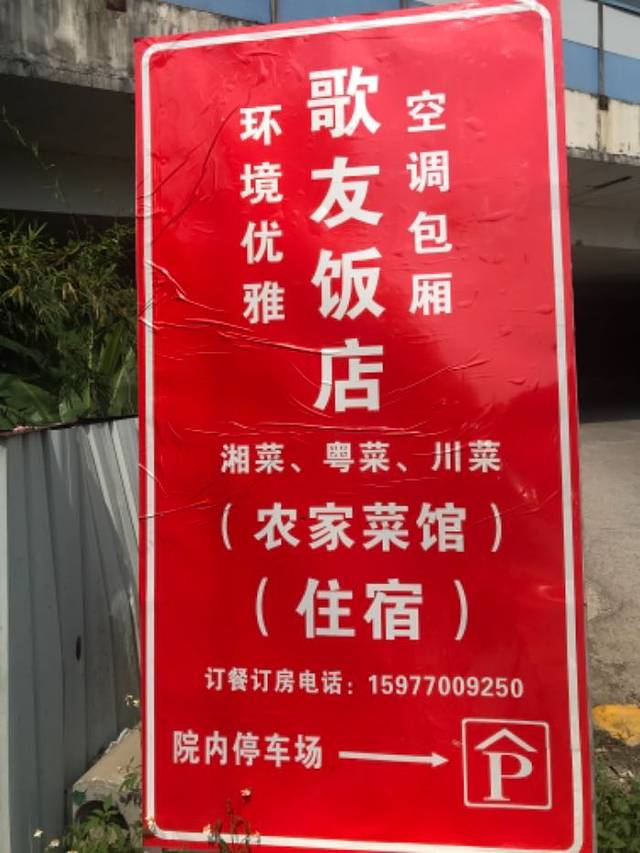 空调包厢
歌友饭店
环境优雅
湘菜、粤菜、川菜
（农家菜馆）
（住宿）
订餐订房电话：15977009250
院内停车场
P